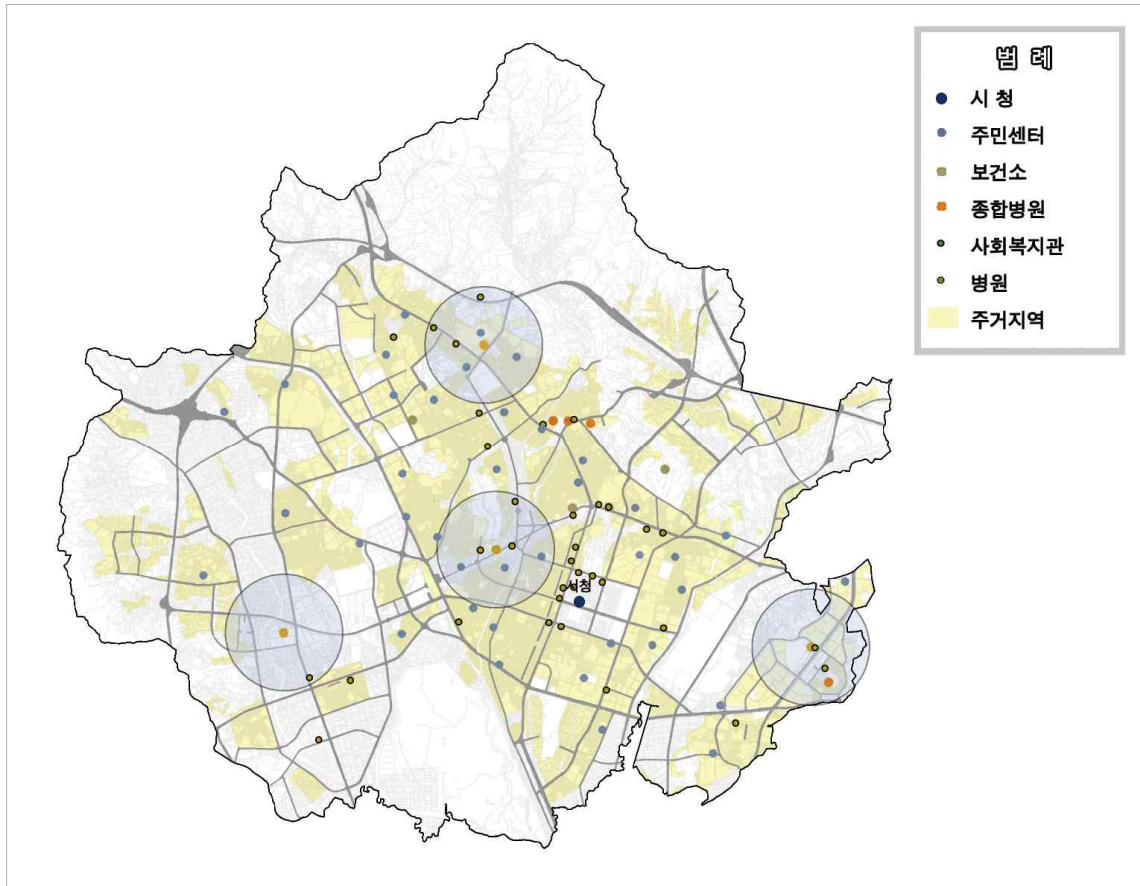 범 례
시 청
주민센터
보건소
종합병원
사회복지관
병원
주거지역
시청